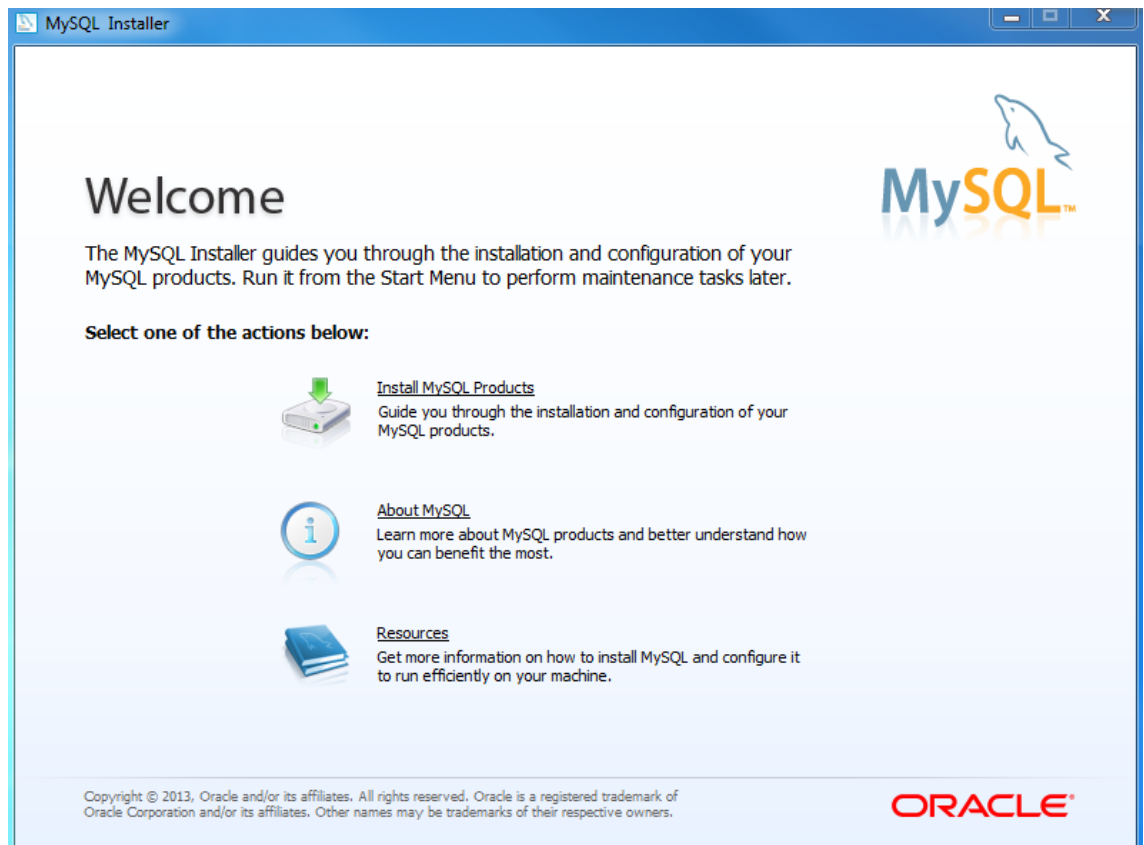 MySQL Installer
MySQL™
Welcome
The MySQL Installer guides you through the installation and configuration of your
MySQL products. Run it from the Start Menu to perform maintenance tasks later.
Select one of the actions below:
Install MySQL Products
Guide you through the installation and configuration of your
MySQL products.
About MySQL
Learn more about MySQL products and better understand how
you can benefit the most.
Resources
Get more information on how to install MySQL and configure it
to run efficiently on your machine.
Copyright © 2013, Oracle and/or its affiliates. All rights reserved. Oracle is a registered trademark of
Oracle Corporation and/or its affiliates. Other names may be trademarks of their respective owners.
ORACLE®